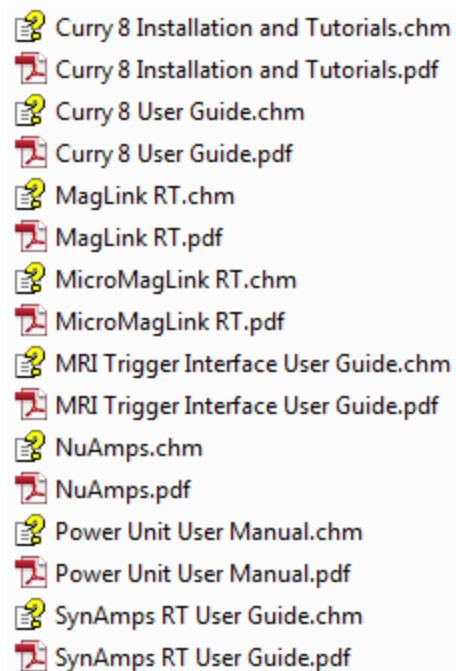 Curry 8 Installation and Tutorials.chm
Curry 8 Installation and Tutorials.pdf
Curry 8 User Guide.chm
Curry 8 User Guide.pdf
MagLink RT.chm
MagLink RT.pdf
MicroMagLink RT.chm
MicroMagLink RT.pdf
MRI Trigger Interface User Guide.chm
MRI Trigger Interface User Guide.pdf
NuAmps.chm
NuAmps.pdf
Power Unit User Manual.chm
Power Unit User Manual.pdf
SynAmps RT User Guide.chm
SynAmps RT User Guide.pdf